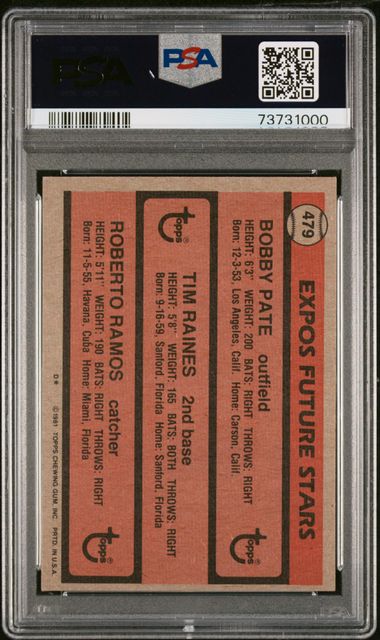 PSA
PSA
73731000
479
EXPOS FUTURE STARS
BOBBY PATE outfield
HEIGHT: 6'3" WEIGHT: 200 BATS: RIGHT THROWS: RIGHT
Born: 12-3-53, Los Angeles, Calif. Home: Carson, Calif.
Topps
Topps
TIM RAINES 2nd base
HEIGHT: 5'8" WEIGHT: 165 BATS: BOTH THROWS: RIGHT
Born: 9-16-59, Sanford, Florida Home: Sanford, Florida
ROBERTO RAMOS catcher
HEIGHT: 5'11" WEIGHT: 190 BATS: RIGHT THROWS: RIGHT
Born: 11-5-55, Havana, Cuba Home: Miami, Florida
Topps
D* © 1981 TOPPS CHEWING GUM, INC. PRTD. IN U.S.A.